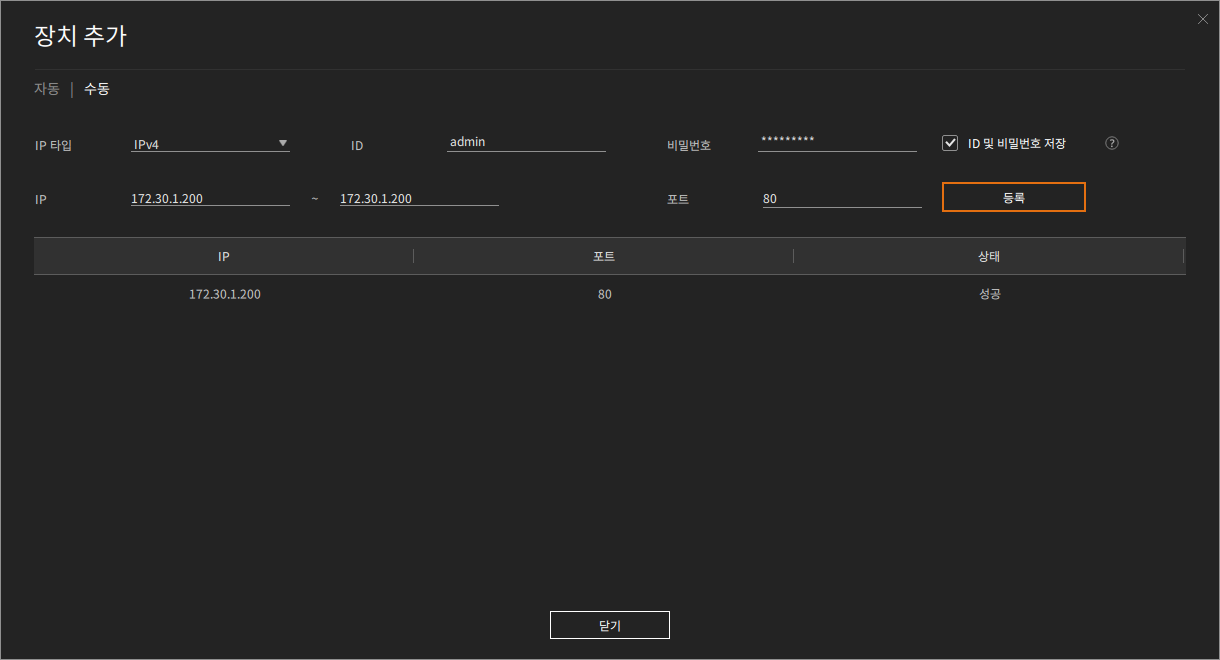 장치 추가
자동 | 수동
IP 타입 IPv4 ID admin 비밀번호 ********* ID 및 비밀번호 저장 ?
IP 172.30.1.200 ~ 172.30.1.200 포트 80 등록
IP 포트 상태
172.30.1.200 80 성공
닫기